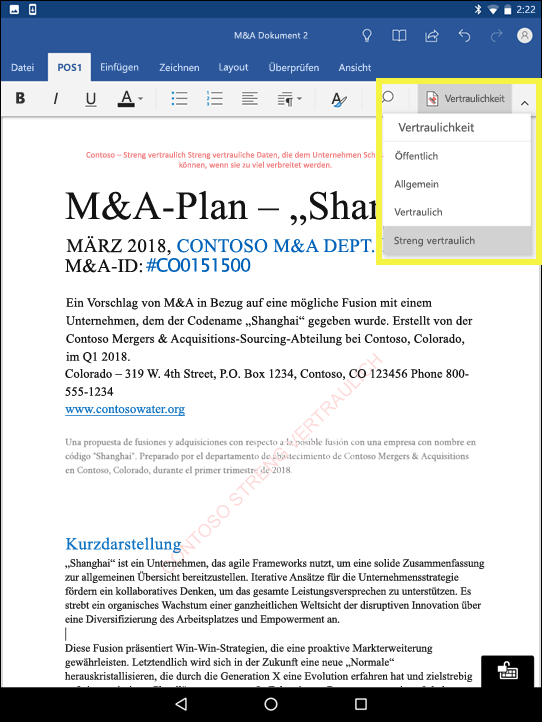 2:22
M&A Dokument 2
Datei POS1 Einfügen Zeichnen Layout Überprüfen Ansicht
B I U A A Vertraulichkeit
Vertraulichkeit
Öffentlich
Allgemein
Vertraulich
Streng vertraulich
Contoso – Streng vertraulich Streng vertrauliche Daten, die dem Unternehmen
können, wenn sie zu viel verbreitet werden.
M&A-Plan – „Shan
MÄRZ 2018, CONTOSO M&A DEPT.
M&A-ID: #CO0151500
Ein Vorschlag von M&A in Bezug auf eine mögliche Fusion mit einem
Unternehmen, dem der Codename „Shanghai“ gegeben wurde. Erstellt von der
Contoso Mergers & Acquisitions-Sourcing-Abteilung bei Contoso, Colorado,
im Q1 2018.
Colorado – 319 W. 4th Street, P.O. Box 1234, Contoso, CO 123456 Phone 800-
555-1234
www.contosowater.org
CONTOSO STRENG VERTRAULICH
Una propuesta de fusiones y adquisiciones con respecto a la posible fusión con una empresa con nombre en
código "Shanghai". Preparado por el departamento de abastecimiento de Contoso Mergers & Acquisitions
en Contoso, Colorado, durante el primer trimestre de 2018.
Kurzdarstellung
„Shanghai“ ist ein Unternehmen, das agile Frameworks nutzt, um eine solide Zusammenfassung
zur allgemeinen Übersicht bereitzustellen. Iterative Ansätze für die Unternehmensstrategie
fördern ein kollaboratives Denken, um das gesamte Leistungsversprechen zu unterstützen. Es
strebt ein organisches Wachstum einer ganzheitlichen Weltsicht der disruptiven Innovation über
eine Diversifizierung des Arbeitsplatzes und Empowerment an.
Diese Fusion präsentiert Win-Win-Strategien, die eine proaktive Markterweiterung
gewährleisten. Letztendlich wird sich in der Zukunft eine neue „Normale“
herauskristallisieren, die durch die Generation X eine Evolution erfahren hat und zielstrebig